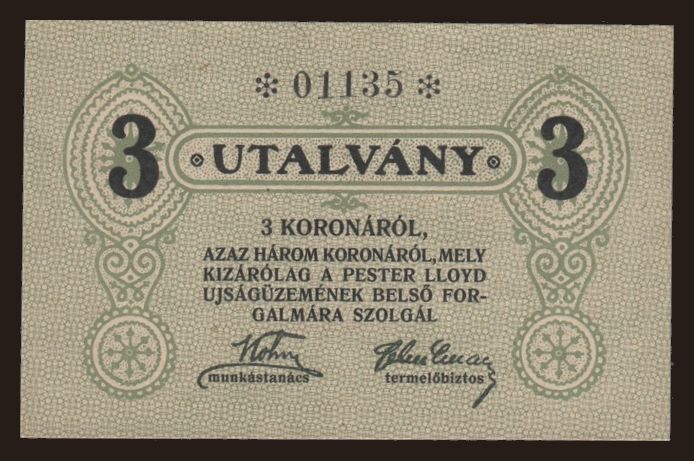 * 01135 *
3 UTALVÁNY 3
3 KORONÁRÓL,
AZAZ HÁROM KORONÁRÓL, MELY
KIZÁRÓLAG A PESTER LLOYD
UJSÁGÜZEMÉNEK BELSŐ FOR-
GALMÁRA SZOLGÁL
munkástanács termelőbiztos